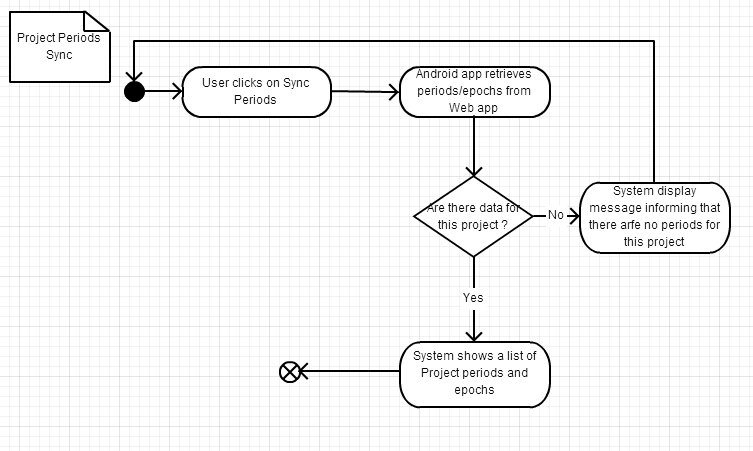 Project Periods
Sync
User clicks on Sync
Periods
Android app retrieves
periods/epochs from
Web app
Are there data for
this project ?
No
System display
message informing that
there arfe no periods for
this project
Yes
System shows a list of
Project periods and
epochs